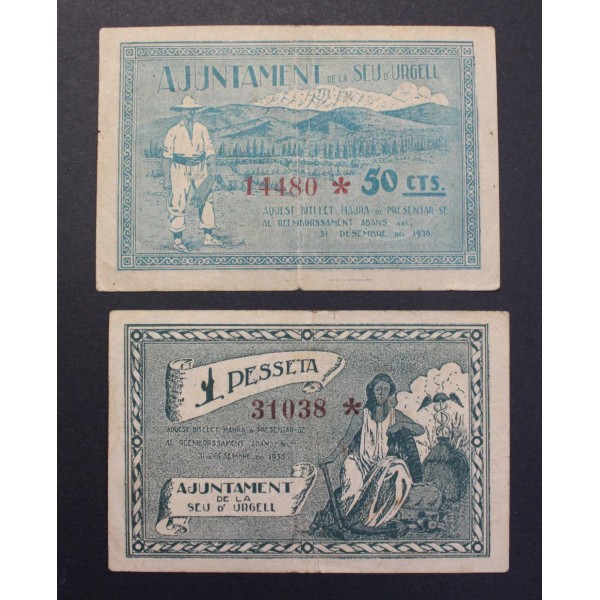 AJUNTAMENT DE LA SEU D'URGELL
14480 * 50 CTS.
AQUEST BITLLET HAURÀ DE PRESENTAR-SE
AL REEMBORSSAMENT ABANS DEL
31 DESEMBRE DEL 1938.
1 PESSETA
31038 *
AQUEST BITLLET HAURÀ DE PRESENTAR-SE
AL REEMBORSSAMENT ABANS DEL
31 DESEMBRE DEL 1938
AJUNTAMENT
DE LA
SEU D' URGELL